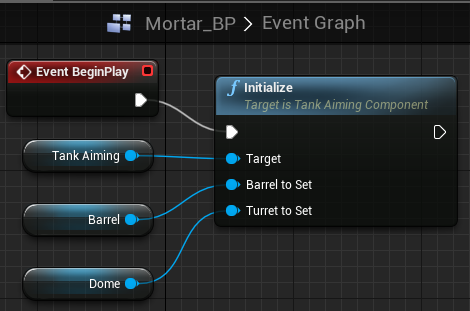 Mortar_BP > Event Graph
Event BeginPlay
f Initialize
Target is Tank Aiming Component
Tank Aiming
Target
Barrel
Barrel to Set
Turret to Set
Dome